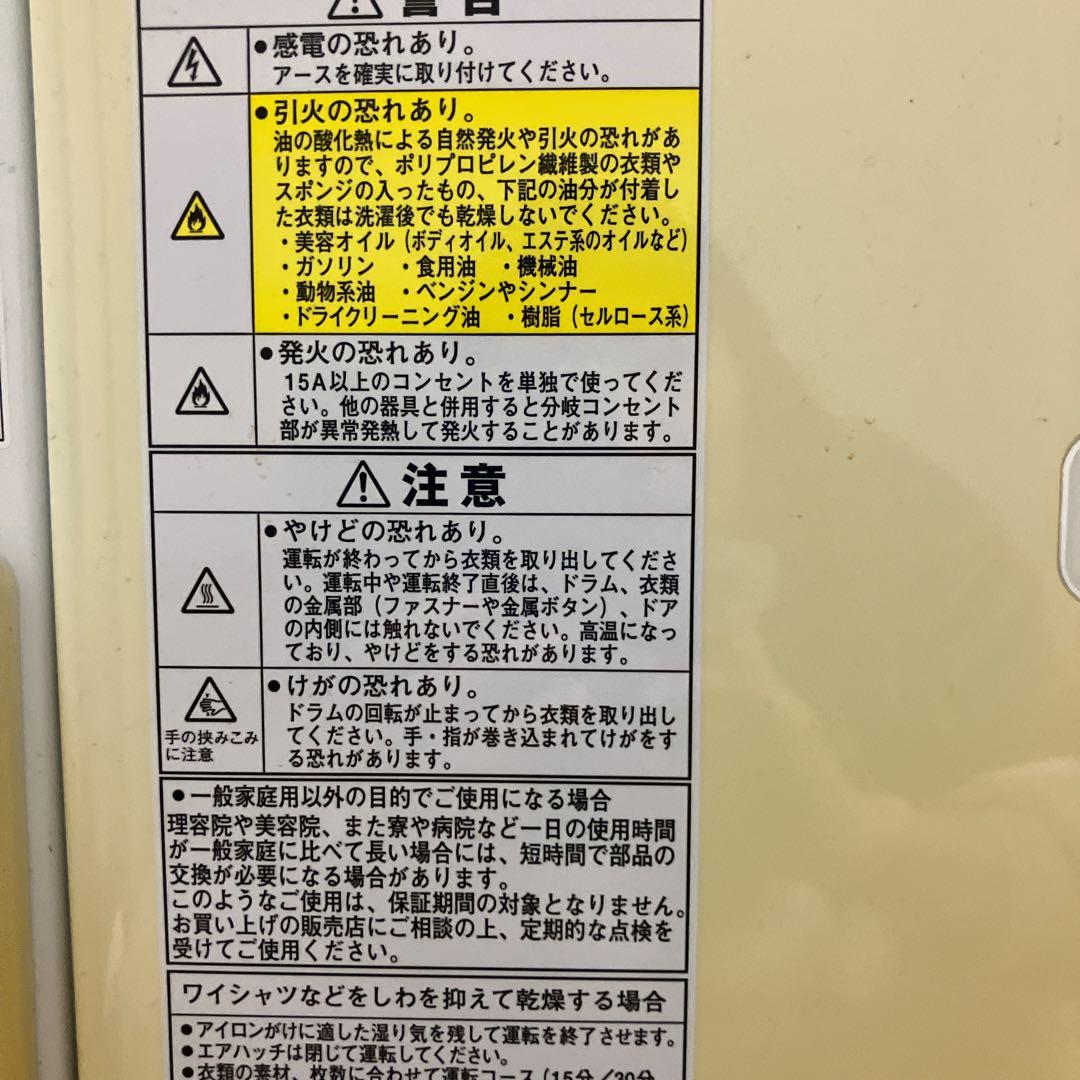 ⚠警告
●感電の恐れあり。
アースを確実に取り付けてください。
●引火の恐れあり。
油の酸化熱による自然発火や引火の恐れがあ
りますので、ポリプロピレン繊維製の衣類や
スポンジの入ったもの、下記の油分が付着し
た衣類は洗濯後でも乾燥しないでください。
・美容オイル(ボディオイル、エステ系のオイルなど)
・ガソリン ・食用油 ・機械油
・動物系油 ・ベンジンやシンナー
・ドライクリーニング油 ・樹脂(セルロース系)
●発火の恐れあり。
15A以上のコンセントを単独で使ってくだ
さい。他の器具と併用すると分岐コンセント
部が異常発熱して発火することがあります。
⚠注意
●やけどの恐れあり。
運転が終わってから衣類を取り出してくださ
い。運転中や運転終了直後は、ドラム、衣類
の金属部(ファスナーや金属ボタン)、ドア
の内側には触れないでください。高温になっ
ており、やけどをする恐れがあります。
手の挟みこみ
に注意
●けがの恐れあり。
ドラムの回転が止まってから衣類を取り出し
てください。手・指が巻き込まれてけがをす
る恐れがあります。
●一般家庭用以外の目的でご使用になる場合
理容院や美容院、また寮や病院など一日の使用時間
が一般家庭に比べて長い場合には、短時間で部品の
交換が必要になる場合があります。
このようなご使用は、保証期間の対象となりません。
お買い上げの販売店にご相談の上、定期的な点検を
受けてご使用ください。
ワイシャツなどをしわを抑えて乾燥する場合
●アイロンがけに適した湿り気を残して運転を終了させます。
●エアハッチは閉じて運転してください。
●衣類の素材、枚数に合わせて運転コース(15分/30分